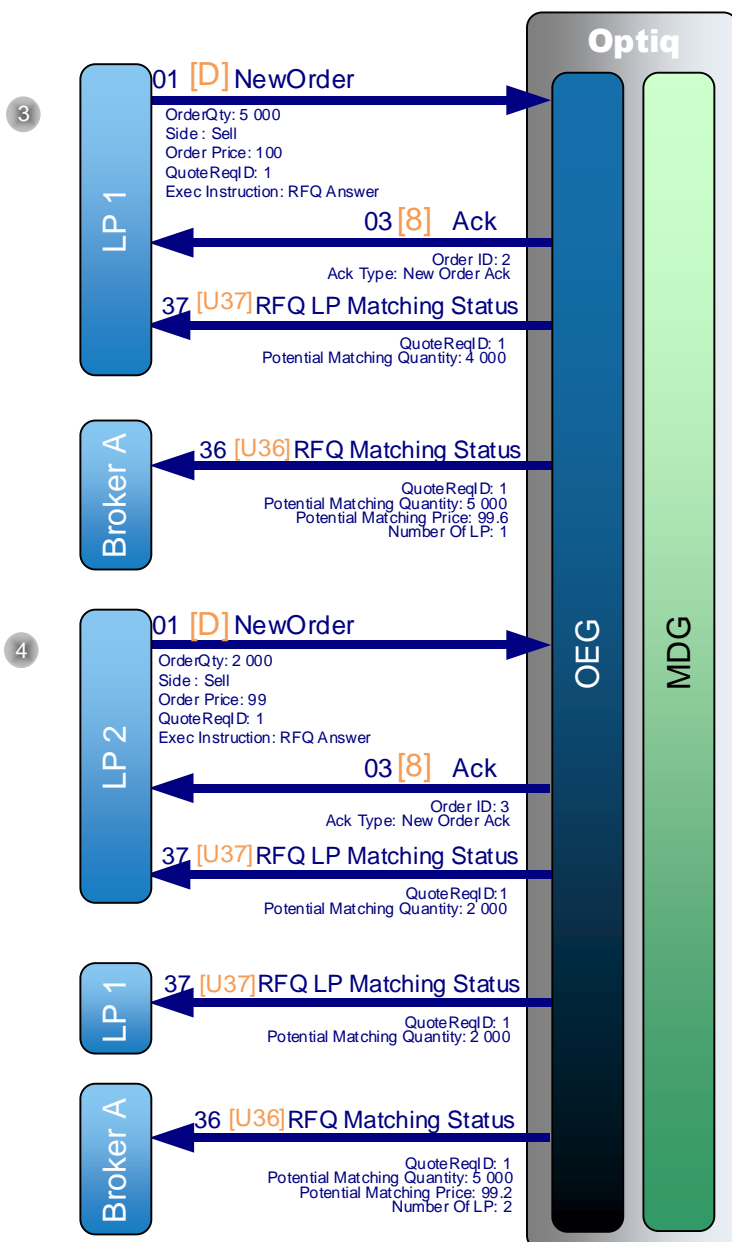 Optiq
3
01 [D] NewOrder
OrderQty: 5 000
Side : Sell
Order Price: 100
QuoteReqID: 1
Exec Instruction: RFQ Answer
LP 1
03 [8] Ack
Order ID: 2
Ack Type: New Order Ack
37 [U37] RFQ LP Matching Status
QuoteReqID: 1
Potential Matching Quantity: 4 000
Broker A
36 [U36] RFQ Matching Status
QuoteReqID: 1
Potential Matching Quantity: 5 000
Potential Matching Price: 99.6
Number Of LP: 1
OEG
MDG
4
01 [D] NewOrder
OrderQty: 2 000
Side : Sell
Order Price: 99
QuoteReqID: 1
Exec Instruction: RFQ Answer
LP 2
03 [8] Ack
Order ID: 3
Ack Type: New Order Ack
37 [U37] RFQ LP Matching Status
QuoteReqID:1
Potential Matching Quantity: 2 000
LP 1
37 [U37] RFQ LP Matching Status
QuoteReqID: 1
Potential Matching Quantity: 2 000
Broker A
36 [U36] RFQ Matching Status
QuoteReqID: 1
Potential Matching Quantity: 5 000
Potential Matching Price: 99.2
Number Of LP: 2